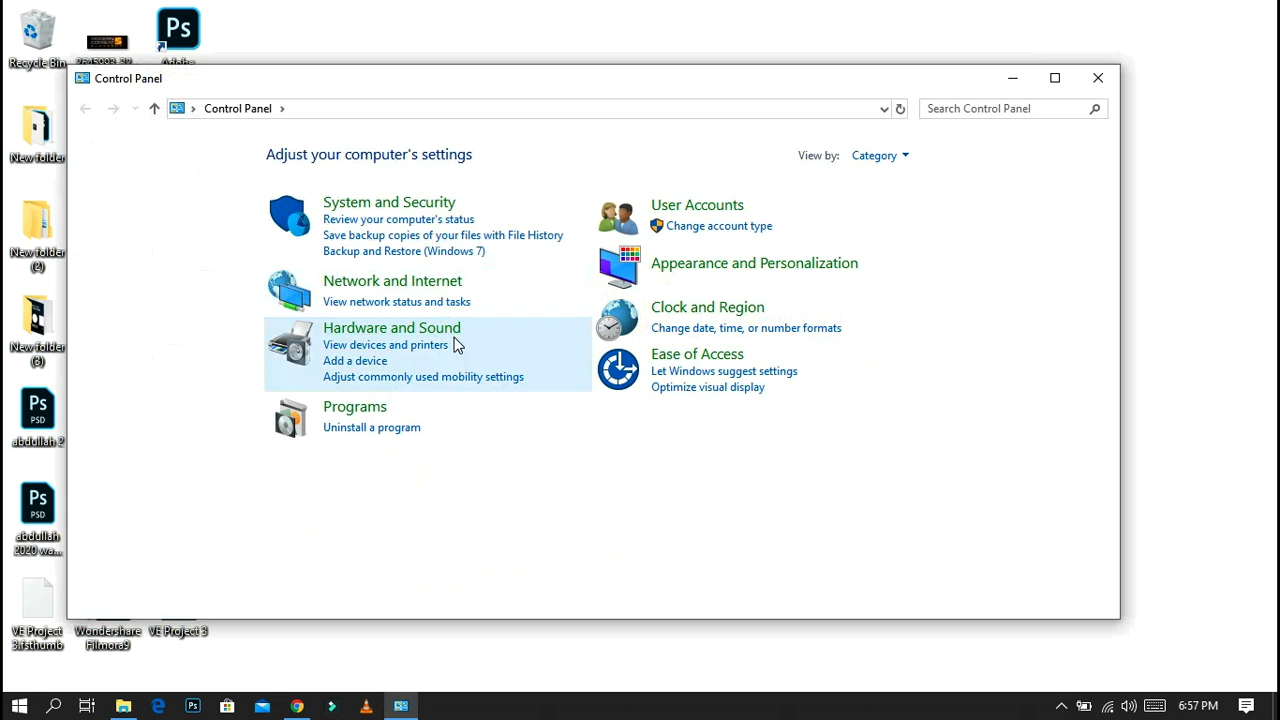 Ps
Recycle Bin
Adobe
Control Panel
Control Panel
Search Control Panel
Adjust your computer's settings
View by: Category
System and Security
Review your computer's status
Save backup copies of your files with File History
Backup and Restore (Windows 7)
Network and Internet
View network status and tasks
Hardware and Sound
View devices and printers
Add a device
Adjust commonly used mobility settings
Programs
Uninstall a program
User Accounts
Change account type
Appearance and Personalization
Clock and Region
Change date, time, or number formats
Ease of Access
Let Windows suggest settings
Optimize visual display
New folder
New folder
(2)
New folder
(3)
Ps
PSD
abdullah 2
Ps
PSD
abdullah
2020 wa...
VE Project
3.fsthumb
Wondershare
Filmora9
VE Project 3
Ps
6:57 PM